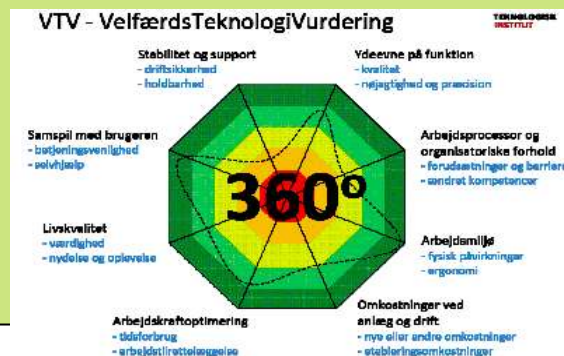 VTV - VelfærdsTeknologiVurdering
TEKNOLOGISK
INSTITUT
Stabilitet og support
- driftsikkerhed
- holdbarhed
Ydeevne på funktion
- kvalitet
- nøjagtighed og præcision
Samspil med brugeren
- betjeningsvenlighed
- selvhjælp
Arbejdsprocessor og
organisatoriske forhold
- forudsætninger og barriere
- ændret kompetencer
360°
Livskvalitet
- værdighed
- nydelse og oplevelse
Arbejdsmiljø
- fysisk påvirkninger
- ergonomi
Arbejdskraftoptimering
- tidsforbrug
- arbejdstilrettelæggelse
Omkostninger ved
anlæg og drift
- nye eller andre omkostninger
- etableringsomkostninger